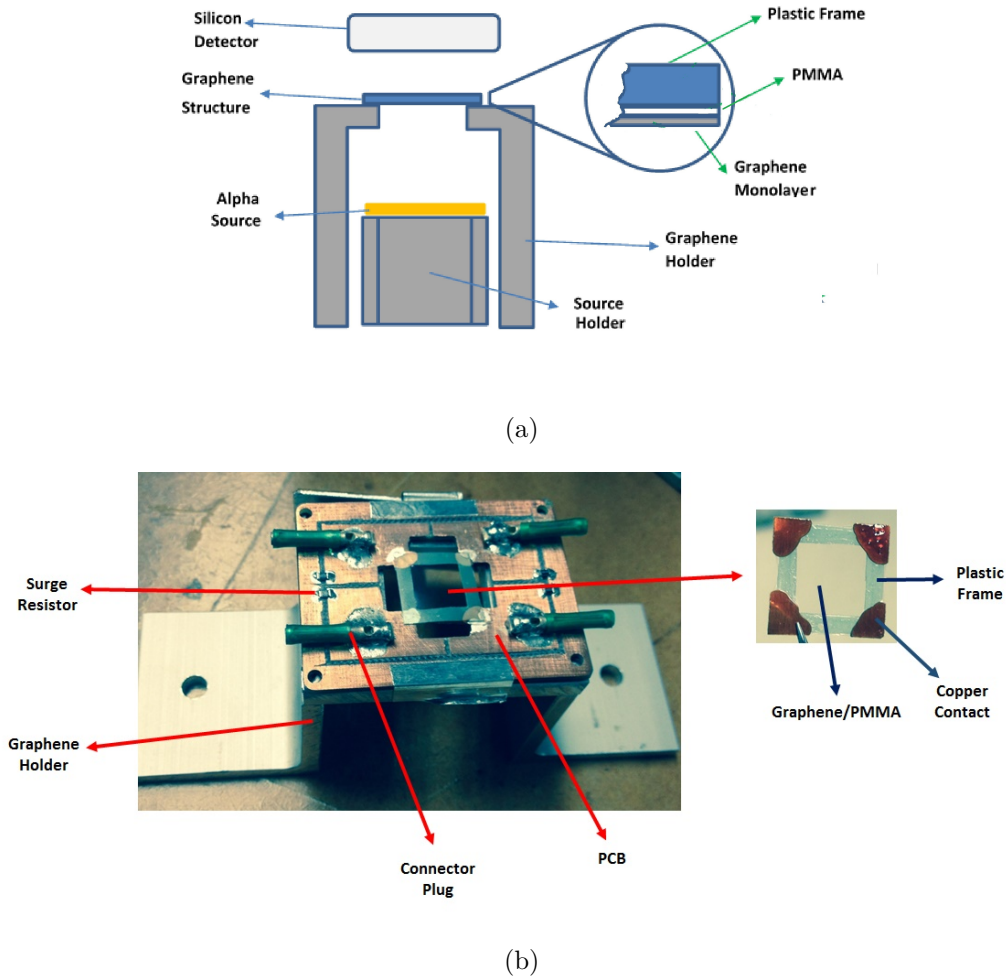 Silicon
Detector
Graphene
Structure
Alpha
Source
Plastic Frame
PMMA
Graphene
Monolayer
Graphene
Holder
Source
Holder
(a)
Surge
Resistor
Graphene
Holder
Connector
Plug
PCB
Plastic
Frame
Graphene/PMMA
Copper
Contact
(b)